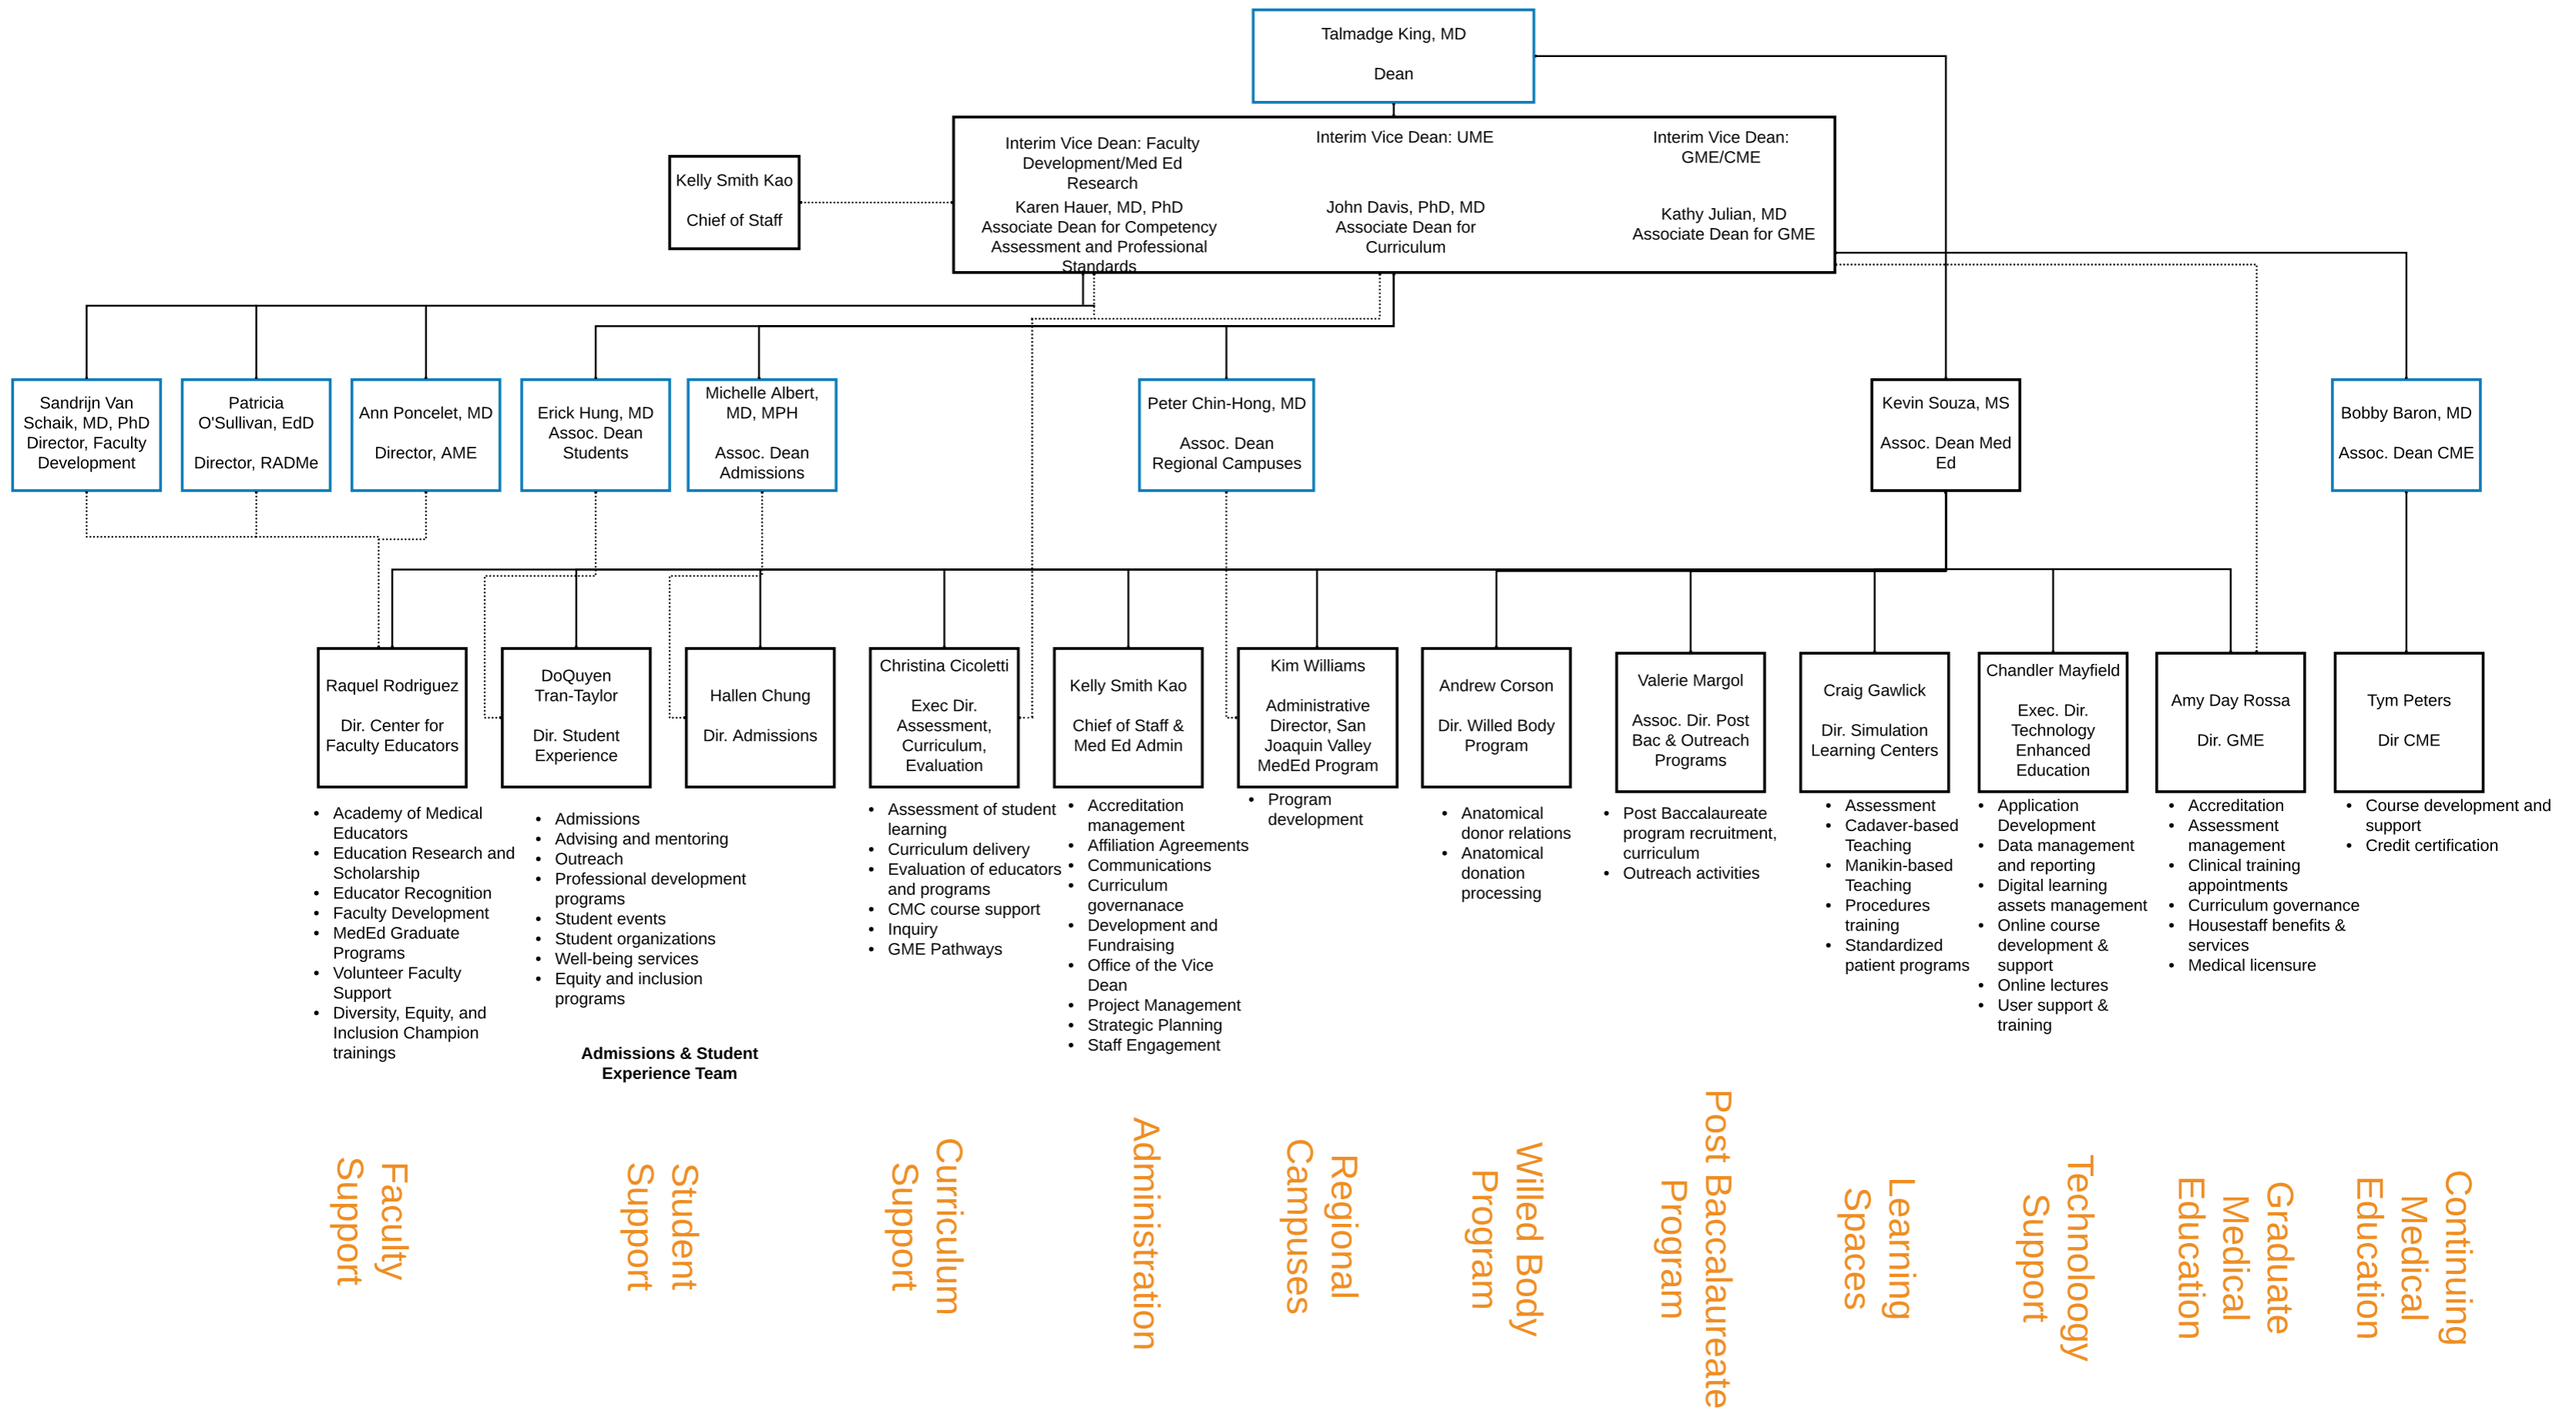 Talmadge King, MD
Dean
Interim Vice Dean: Faculty
Development/Med Ed
Research
Karen Hauer, MD, PhD
Associate Dean for Competency
Assessment and Professional
Standards
Interim Vice Dean: UME
John Davis, PhD, MD
Associate Dean for
Curriculum
Interim Vice Dean:
GME/CME
Kathy Julian, MD
Associate Dean for GME
Kelly Smith Kao
Chief of Staff
Sandrijn Van
Schaik, MD, PhD
Director, Faculty
Development
Patricia
O'Sullivan, EdD
Director, RADMe
Ann Poncelet, MD
Director, AME
Erick Hung, MD
Assoc. Dean
Students
Michelle Albert,
MD, MPH
Assoc. Dean
Admissions
Peter Chin-Hong, MD
Assoc. Dean
Regional Campuses
Kevin Souza, MS
Assoc. Dean Med
Ed
Bobby Baron, MD
Assoc. Dean CME
Raquel Rodriguez
Dir. Center for
Faculty Educators
DoQuyen
Tran-Taylor
Dir. Student
Experience
Hallen Chung
Dir. Admissions
Christina Cicoletti
Exec Dir.
Assessment,
Curriculum,
Evaluation
Kelly Smith Kao
Chief of Staff &
Med Ed Admin
Kim Williams
Administrative
Director, San
Joaquin Valley
MedEd Program
Andrew Corson
Dir. Willed Body
Program
Valerie Margol
Assoc. Dir. Post
Bac & Outreach
Programs
Craig Gawlick
Dir. Simulation
Learning Centers
Chandler Mayfield
Exec. Dir.
Technology
Enhanced
Education
Amy Day Rossa
Dir. GME
Tym Peters
Dir CME
• Academy of Medical
Educators
• Education Research and
Scholarship
• Educator Recognition
• Faculty Development
• MedEd Graduate
Programs
• Volunteer Faculty
Support
• Diversity, Equity, and
Inclusion Champion
trainings
• Admissions
• Advising and mentoring
• Outreach
• Professional development
programs
• Student events
• Student organizations
• Well-being services
• Equity and inclusion
programs
Admissions & Student
Experience Team
• Assessment of student
learning
• Curriculum delivery
• Evaluation of educators
and programs
• CMC course support
• Inquiry
• GME Pathways
• Accreditation
management
• Affiliation Agreements
• Communications
• Curriculum
governanace
• Development and
Fundraising
• Office of the Vice
Dean
• Project Management
• Strategic Planning
• Staff Engagement
• Program
development
• Anatomical
donor relations
• Anatomical
donation
processing
• Post Baccalaureate
program recruitment,
curriculum
• Outreach activities
• Assessment
• Cadaver-based
Teaching
• Manikin-based
Teaching
• Procedures
training
• Standardized
patient programs
• Application
Development
• Data management
and reporting
• Digital learning
assets management
• Online course
development &
support
• Online lectures
• User support &
training
• Accreditation
• Assessment
management
• Clinical training
appointments
• Curriculum governance
• Housestaff benefits &
services
• Medical licensure
• Course development and
support
• Credit certification
Faculty
Support
Student
Support
Curriculum
Support
Administration
Regional
Campuses
Willed Body
Program
Post Baccalaureate
Program
Learning
Spaces
Technology
Support
Graduate
Medical
Education
Continuing
Medical
Education